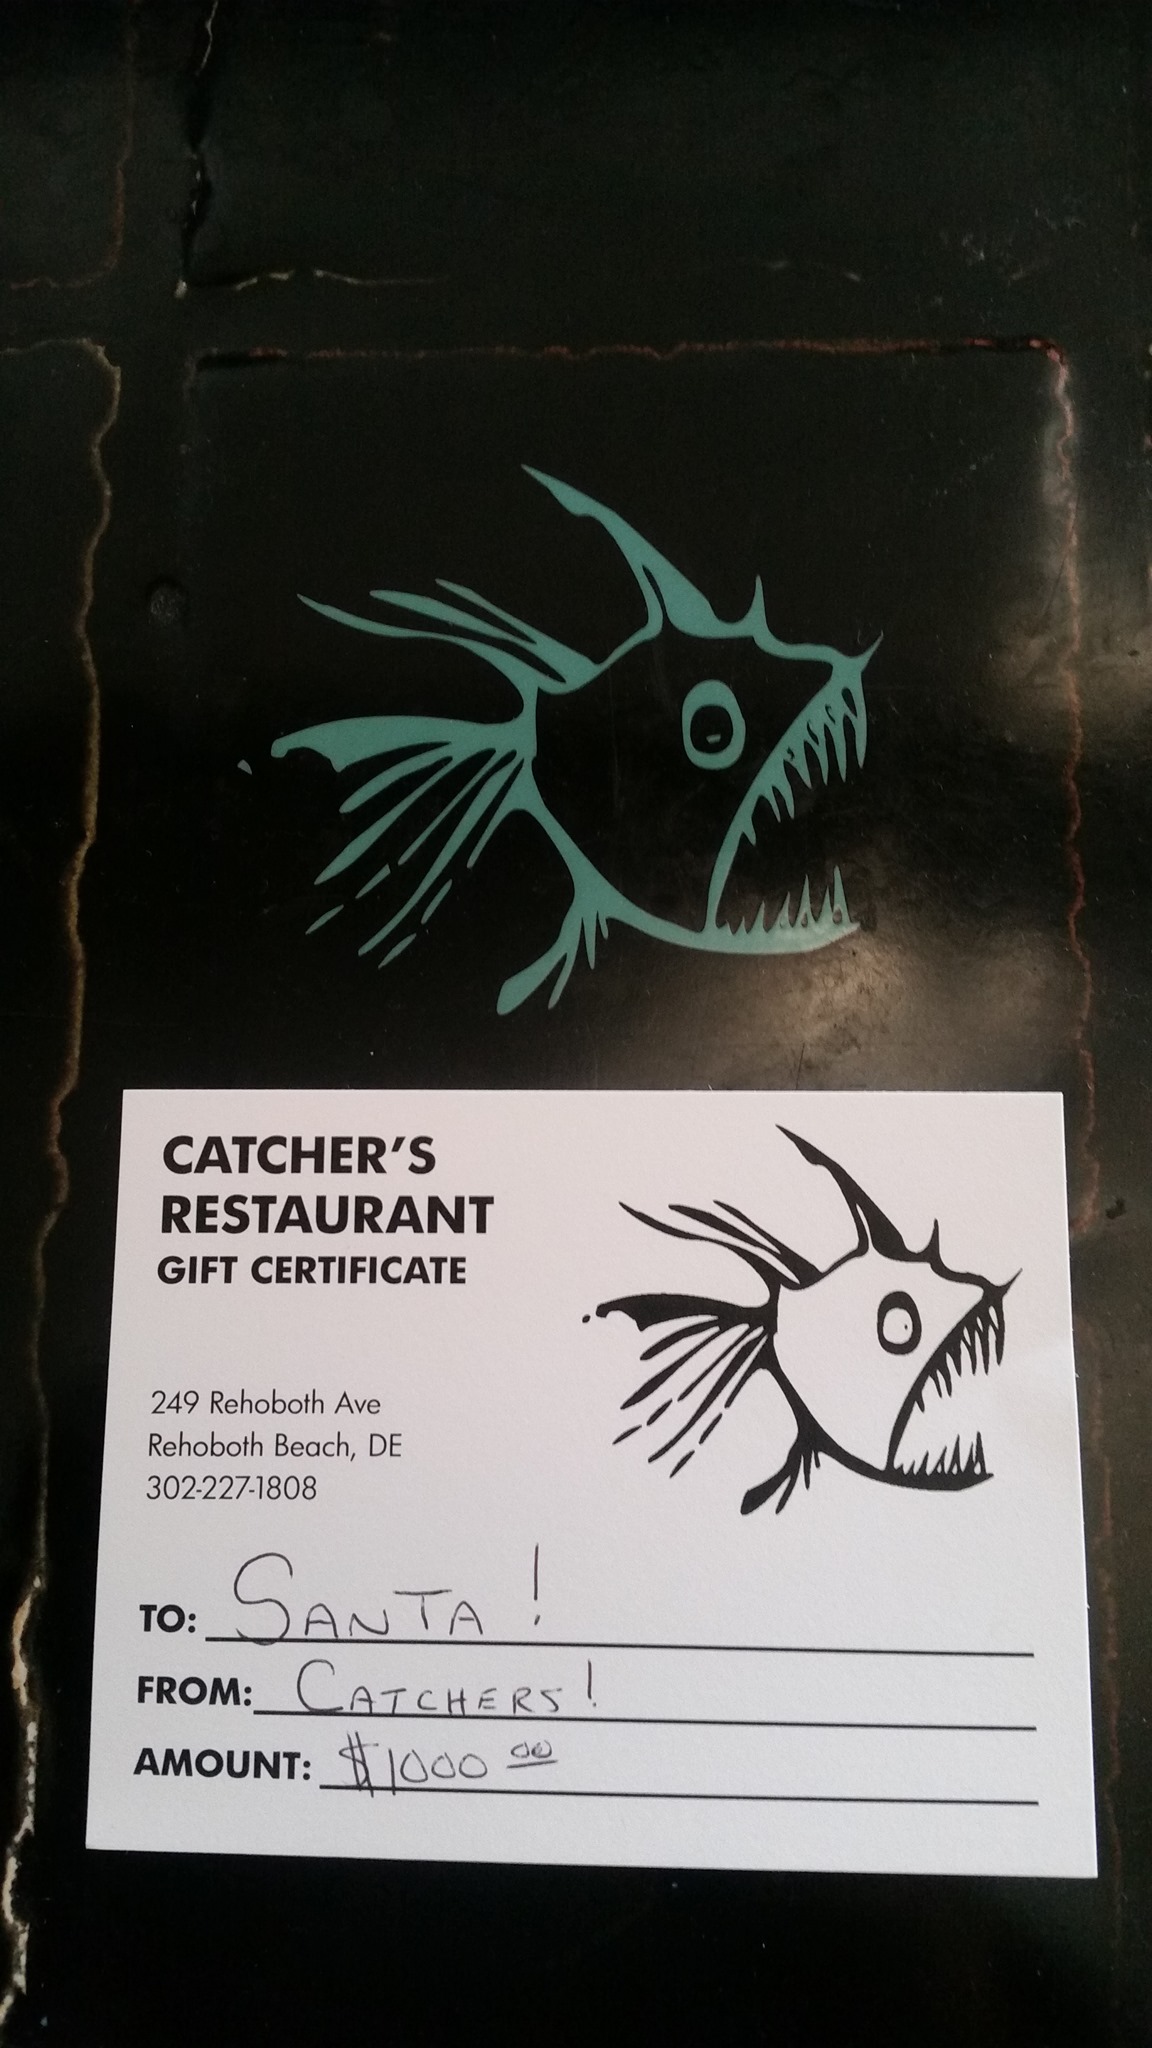 CATCHER'S
RESTAURANT
GIFT CERTIFICATE
249 Rehoboth Ave
Rehoboth Beach, DE
302-227-1808
TO: SANTA!
FROM: CATCHERS!
AMOUNT: $1000 00